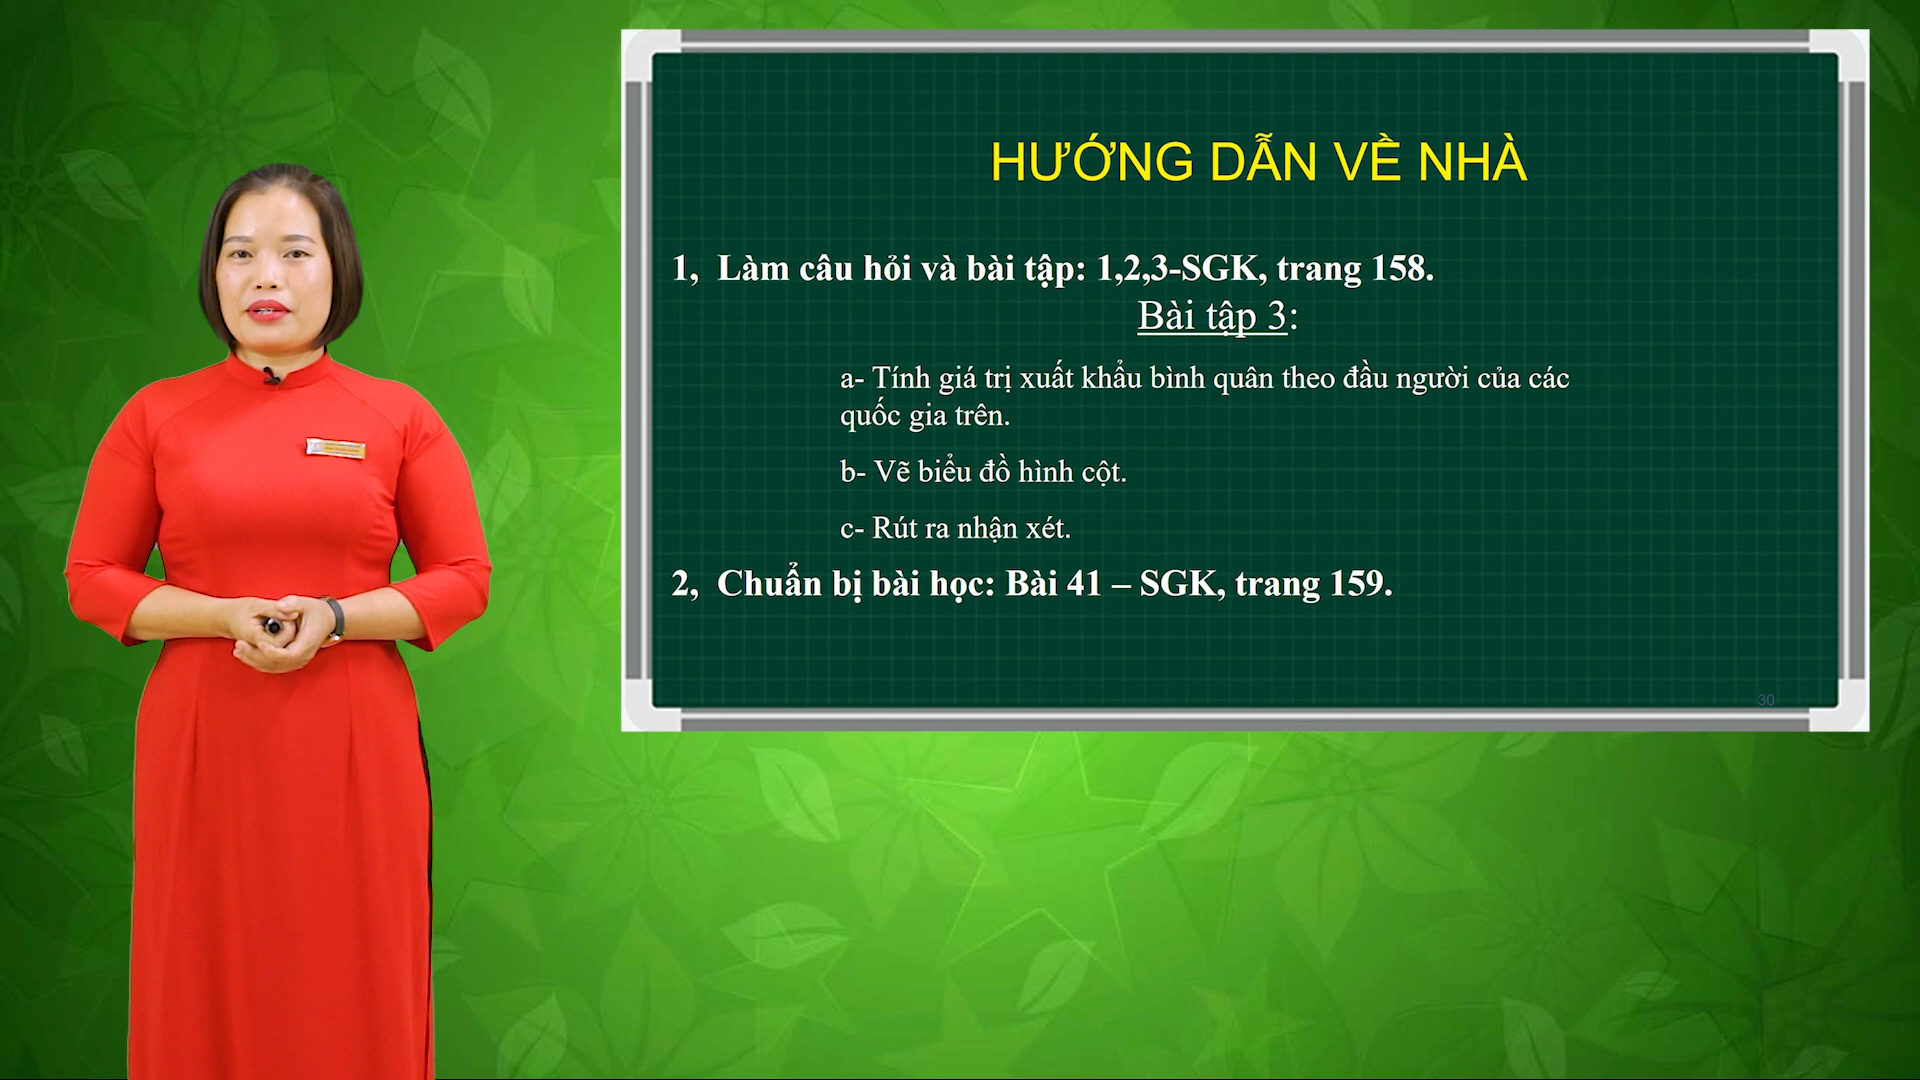 HƯỚNG DẪN VỀ NHÀ
1, Làm câu hỏi và bài tập: 1,2,3-SGK, trang 158.
Bài tập 3:
a- Tính giá trị xuất khẩu bình quân theo đầu người của các
quốc gia trên.
b- Vẽ biểu đồ hình cột.
c- Rút ra nhận xét.
2, Chuẩn bị bài học: Bài 41 – SGK, trang 159.
30